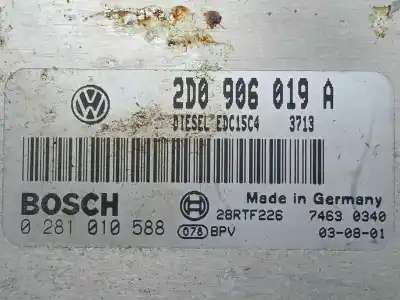 2D0 906 019 A
DIESEL EDC15C4 3713
BOSCH
Made in Germany
28RTF226 7463 0340
0 281 010 588
078 BPV 03-08-01